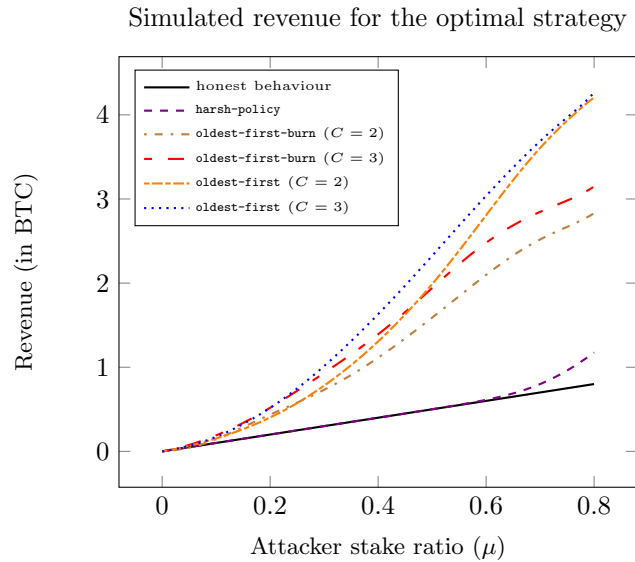 Simulated revenue for the optimal strategy
honest behaviour
harsh-policy
oldest-first-burn (C = 2)
oldest-first-burn (C = 3)
oldest-first (C = 2)
oldest-first (C = 3)
4
3
2
1
0
Revenue (in BTC)
0 0.2 0.4 0.6 0.8
Attacker stake ratio (μ)